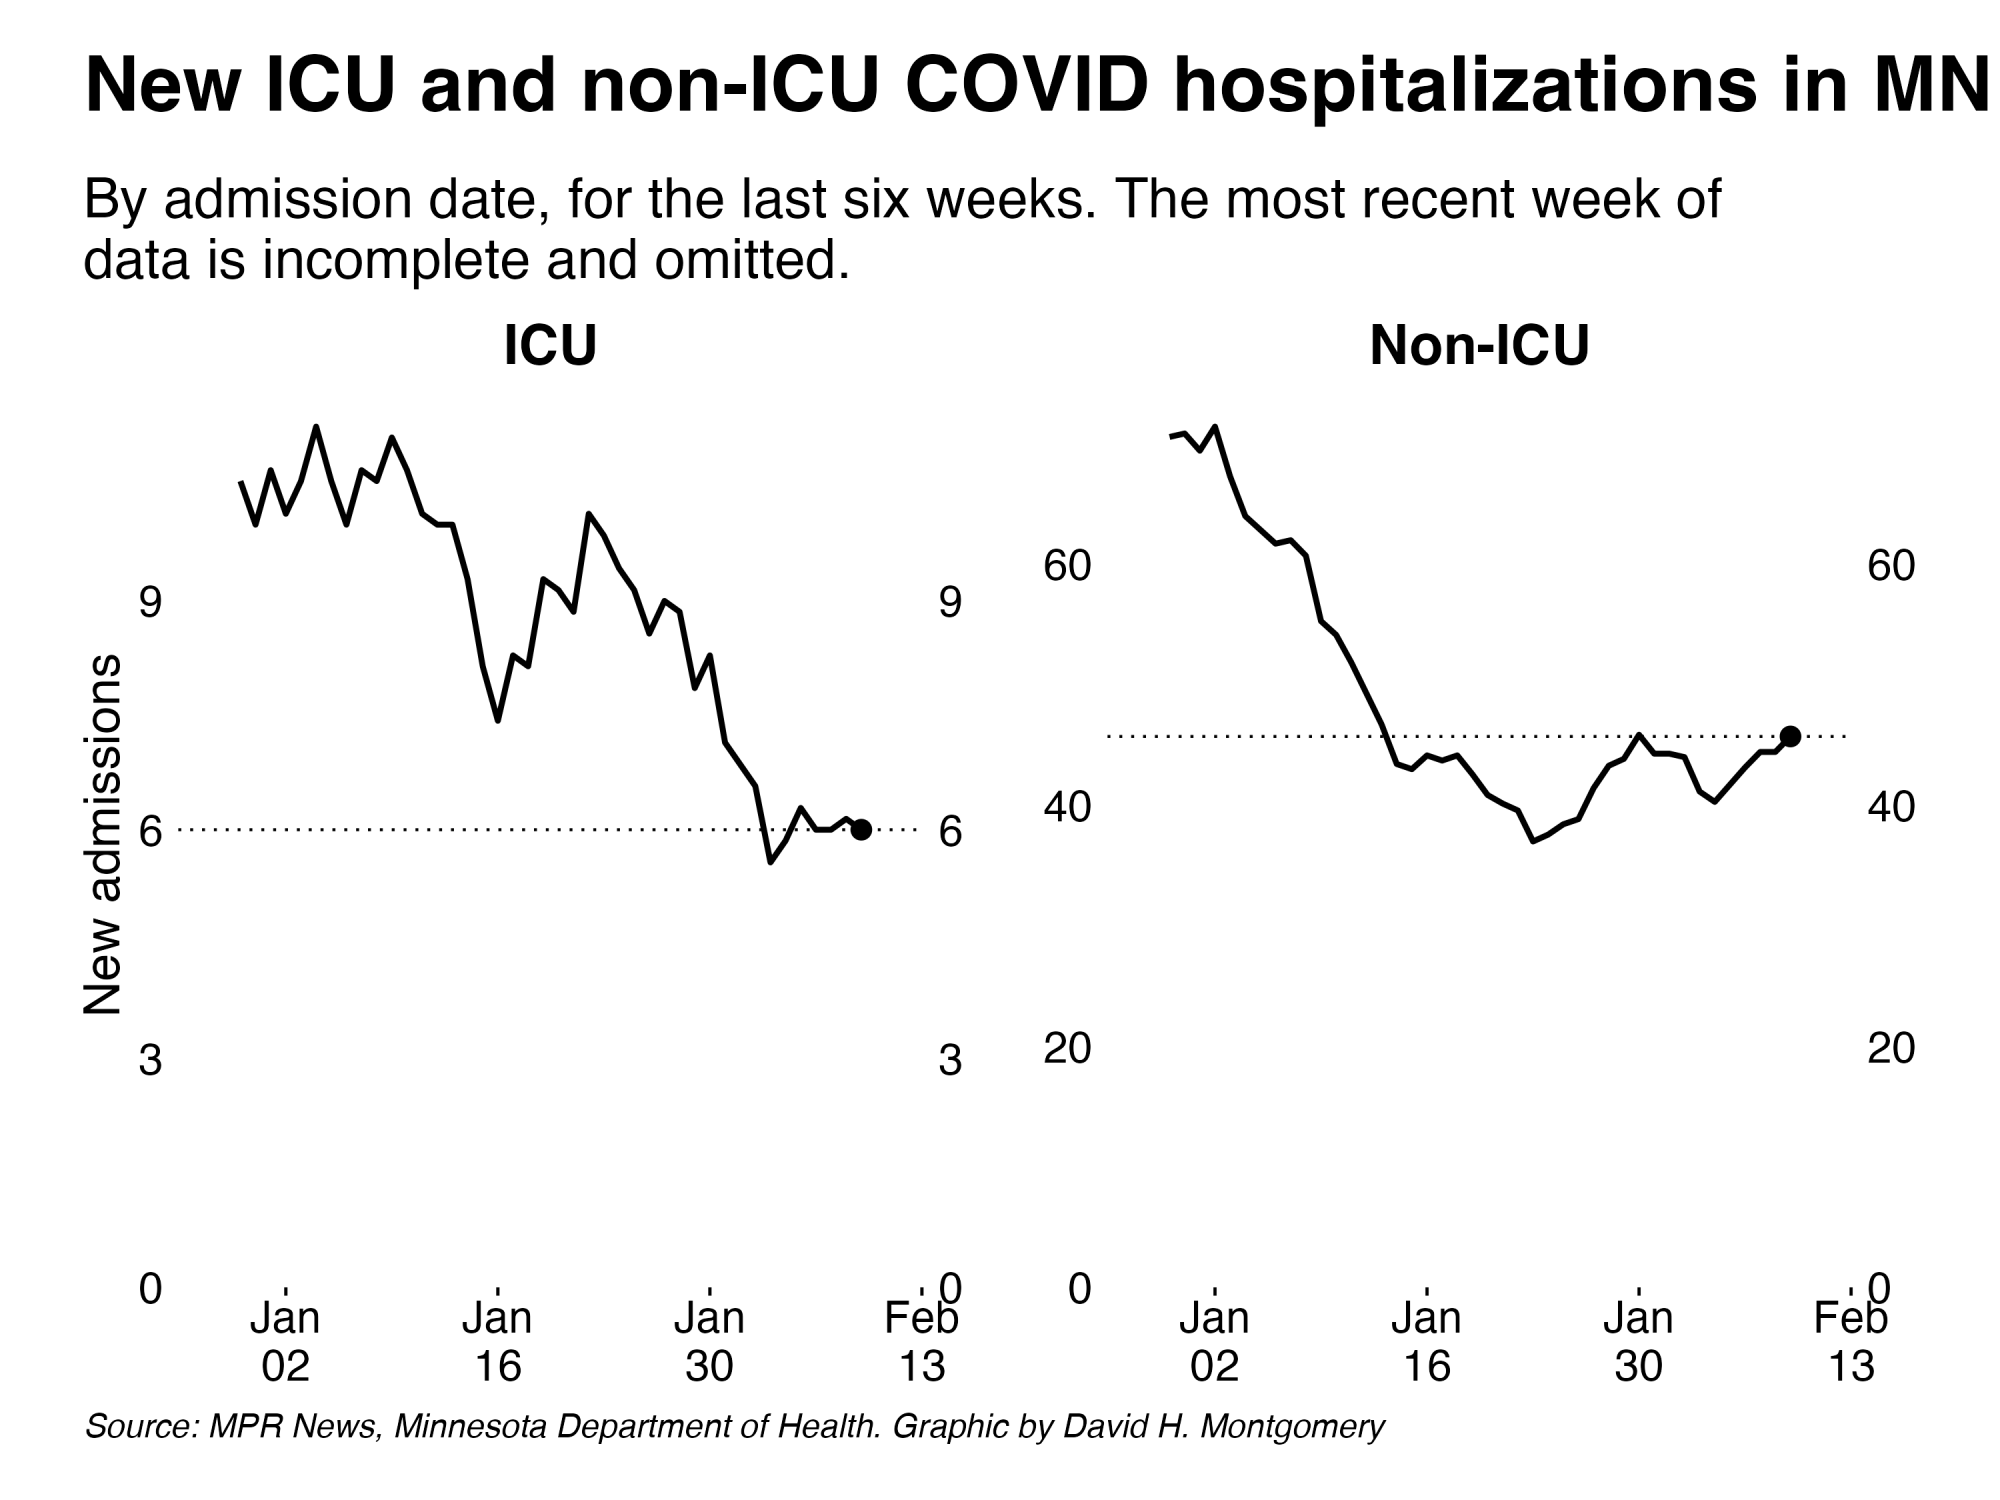 New ICU and non-ICU COVID hospitalizations in MN
By admission date, for the last six weeks. The most recent week of
data is incomplete and omitted.
ICU
Non-ICU
New admissions
9
6
3
0
9
6
3
0
60
40
20
0
60
40
20
0
Jan
02
Jan
16
Jan
30
Feb
13
Jan
02
Jan
16
Jan
30
Feb
13
Source: MPR News, Minnesota Department of Health. Graphic by David H. Montgomery